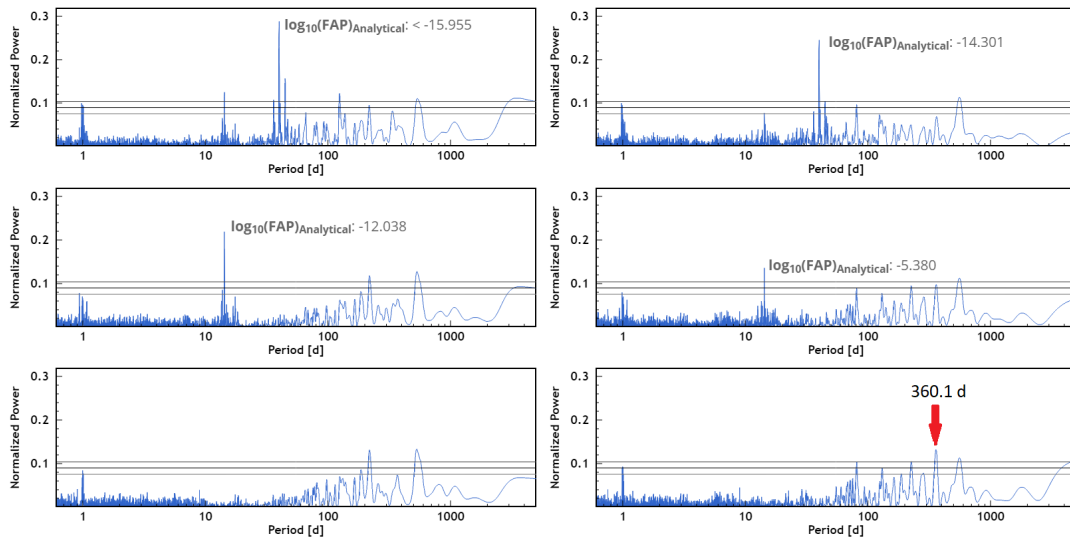 log10(FAP)Analytical: < -15.955
Normalized Power
0.3
0.2
0.1
1 10 100 1000
Period [d]
log10(FAP)Analytical: -14.301
Normalized Power
0.3
0.2
0.1
1 10 100 1000
Period [d]
log10(FAP)Analytical: -12.038
Normalized Power
0.3
0.2
0.1
1 10 100 1000
Period [d]
log10(FAP)Analytical: -5.380
Normalized Power
0.3
0.2
0.1
1 10 100 1000
Period [d]
Normalized Power
0.3
0.2
0.1
1 10 100 1000
Period [d]
360.1 d
Normalized Power
0.3
0.2
0.1
1 10 100 1000
Period [d]